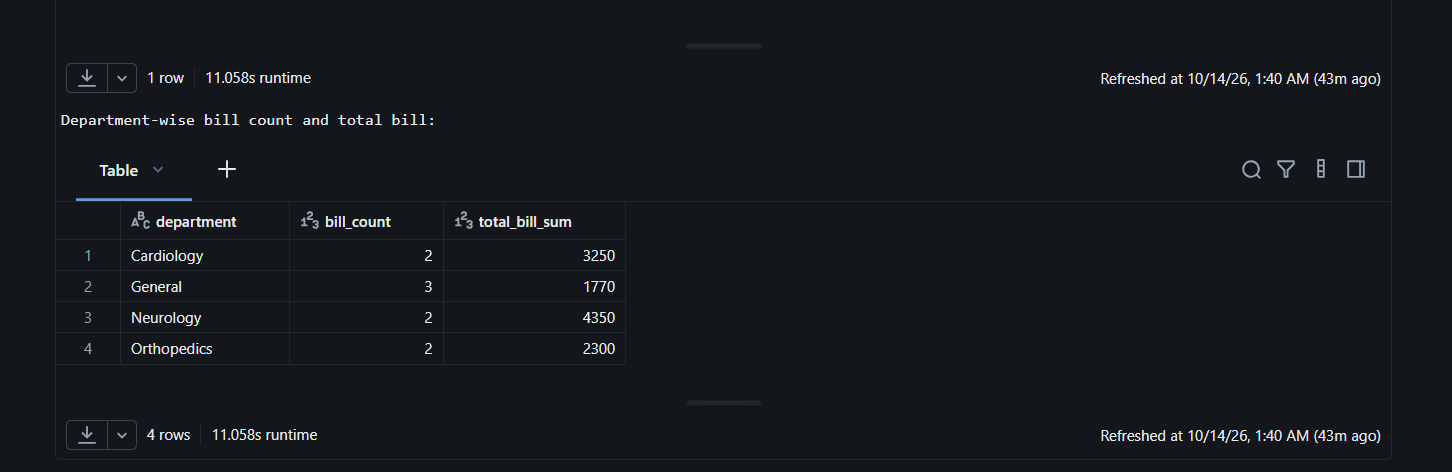 1 row 11.058s runtime Refreshed at 10/14/26, 1:40 AM (43m ago)
Department-wise bill count and total bill:
Table
department bill_count total_bill_sum
1 Cardiology 2 3250
2 General 3 1770
3 Neurology 2 4350
4 Orthopedics 2 2300
4 rows 11.058s runtime Refreshed at 10/14/26, 1:40 AM (43m ago)